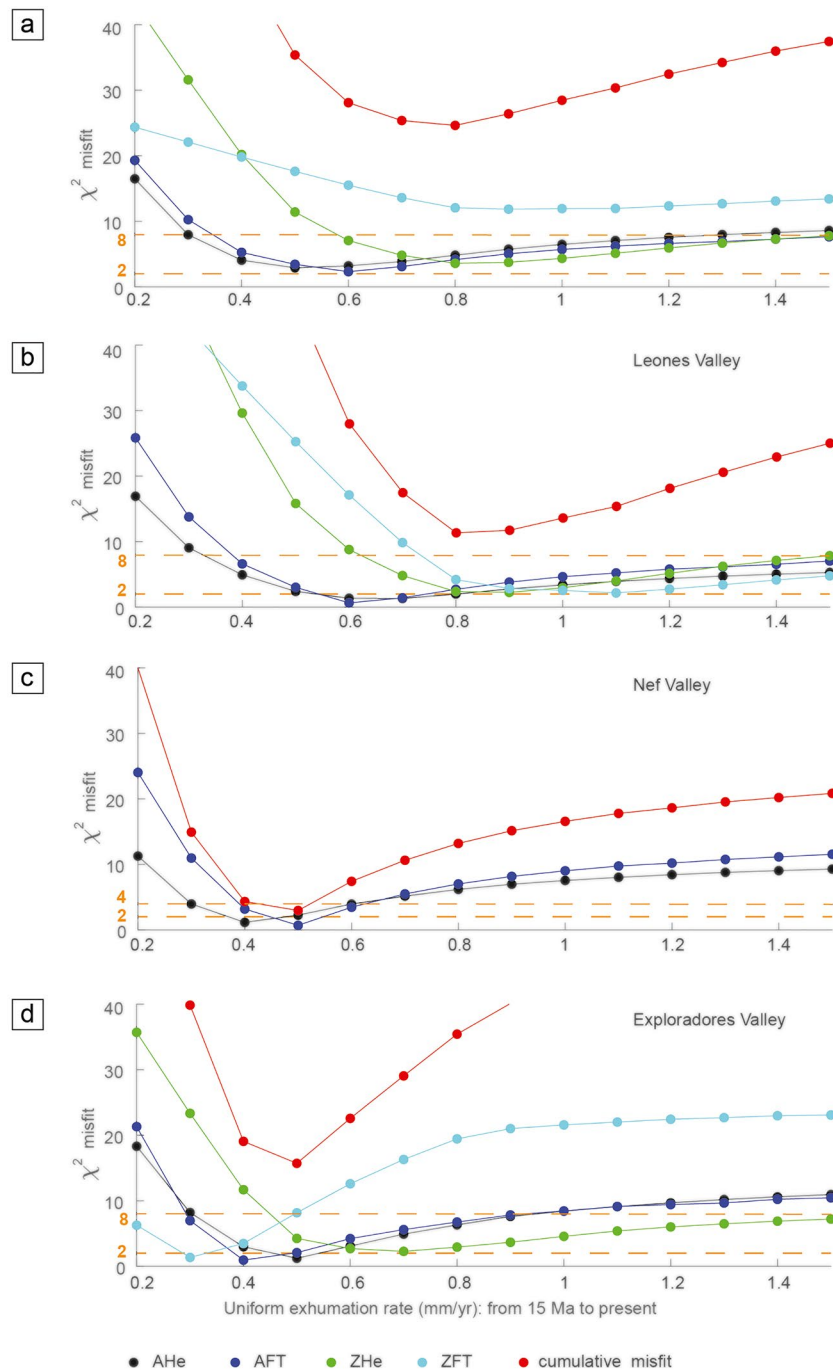 a
40
30
20
10
8
2
0
χ² misfit
0.2 0.4 0.6 0.8 1 1.2 1.4
b
Leones Valley
40
30
20
10
8
2
0
χ² misfit
0.2 0.4 0.6 0.8 1 1.2 1.4
c
Nef Valley
40
30
20
10
4
2
0
χ² misfit
0.2 0.4 0.6 0.8 1 1.2 1.4
d
Exploradores Valley
40
30
20
10
8
2
0
χ² misfit
0.2 0.4 0.6 0.8 1 1.2 1.4
Uniform exhumation rate (mm/yr): from 15 Ma to present
AHe AFT ZHe ZFT cumulative misfit